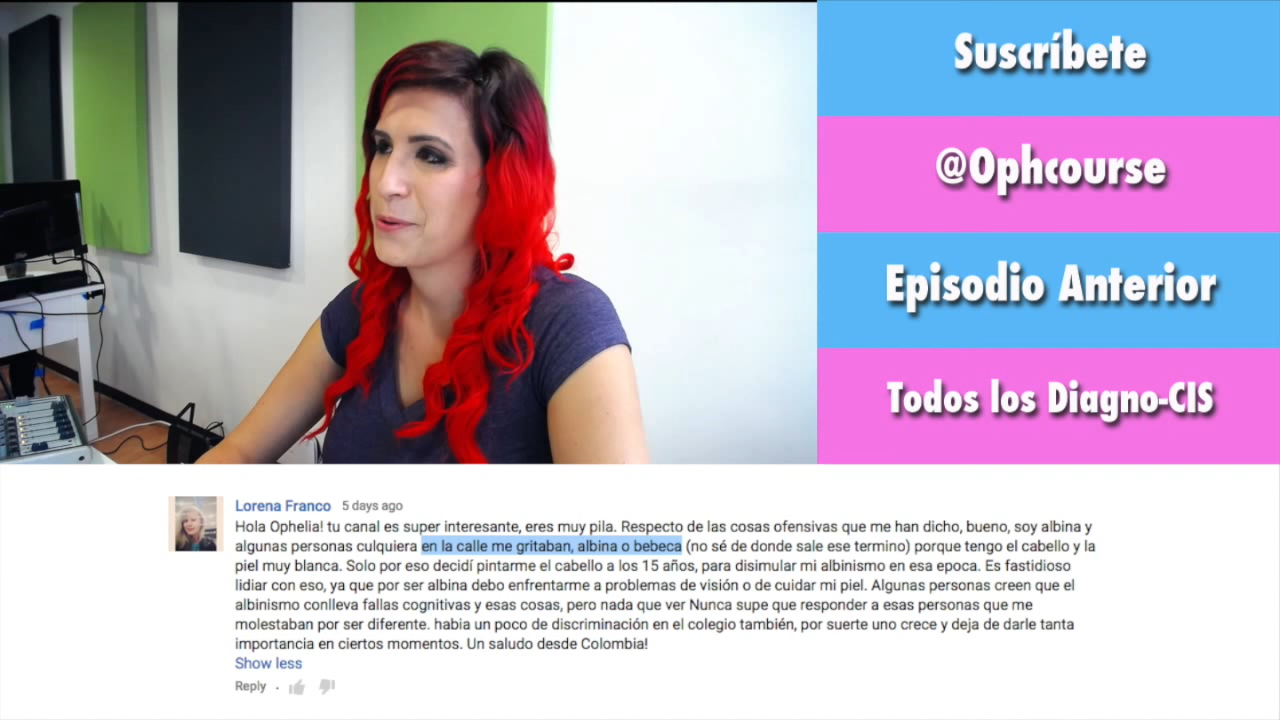 Suscríbete
@Ophcourse
Episodio Anterior
Todos los Diagno-CIS
Lorena Franco 5 days ago
Hola Ophelia! tu canal es super interesante, eres muy pila. Respecto de las cosas ofensivas que me han dicho, bueno, soy albina y
algunas personas culquiera en la calle me gritaban, albina o bebeca (no sé de donde sale ese termino) porque tengo el cabello y la
piel muy blanca. Solo por eso decidí pintarme el cabello a los 15 años, para disimular mi albinismo en esa epoca. Es fastidioso
lidiar con eso, ya que por ser albina debo enfrentarme a problemas de visión o de cuidar mi piel. Algunas personas creen que el
albinismo conlleva fallas cognitivas y esas cosas, pero nada que ver Nunca supe que responder a esas personas que me
molestaban por ser diferente. habia un poco de discriminación en el colegio también, por suerte uno crece y deja de darle tanta
importancia en ciertos momentos. Un saludo desde Colombia!
Show less
Reply .